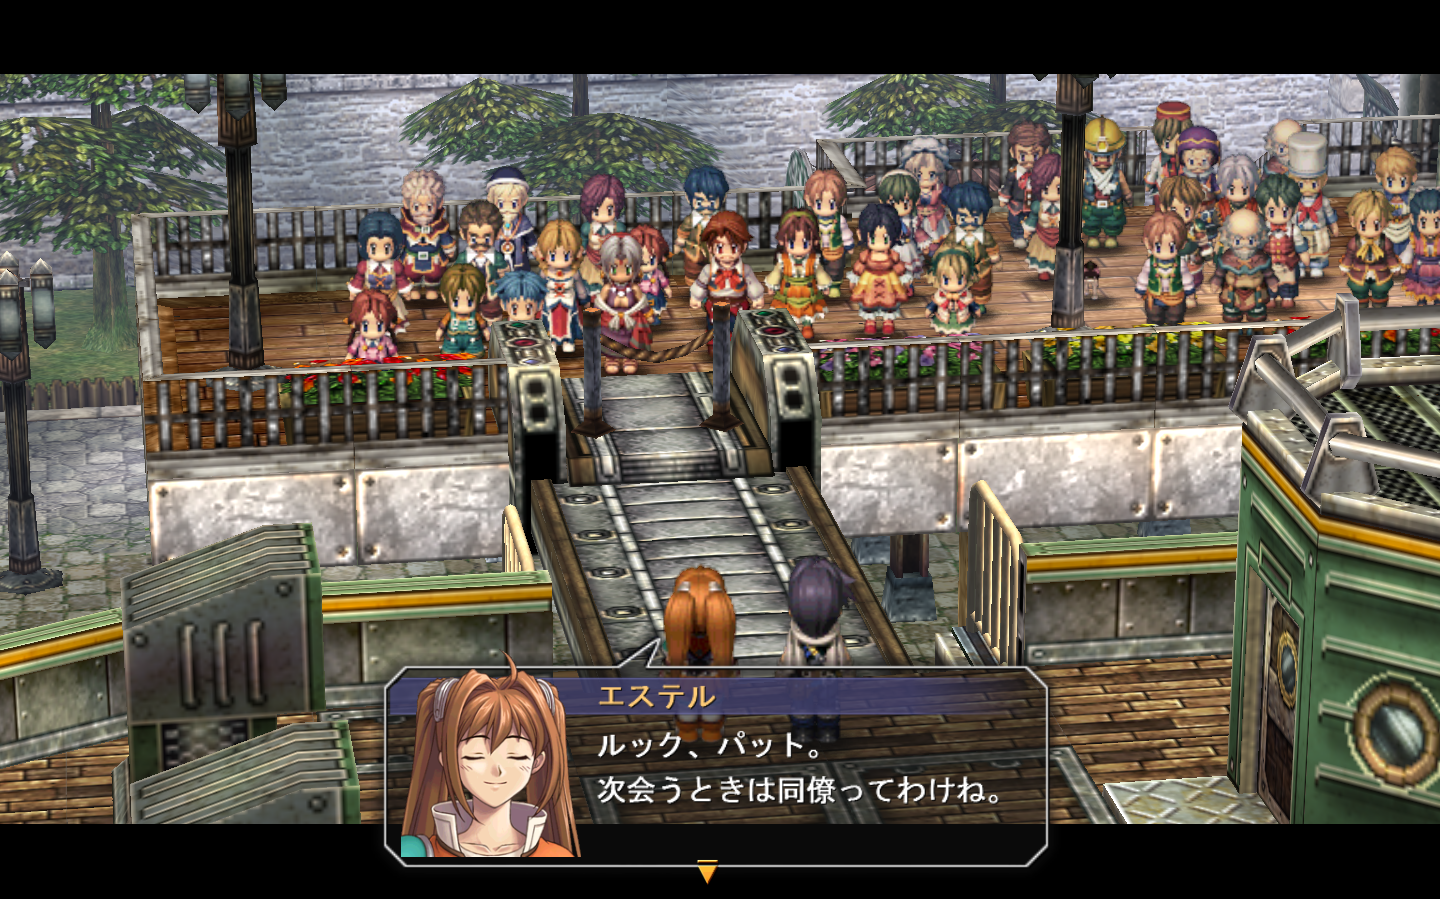 エステル
ルック、パット。
次会うときは同僚ってわけね。